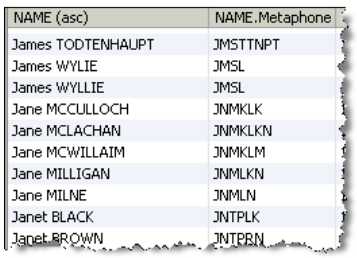 NAME (asc) NAME.Metaphone
James TODTENHAUPT JMSTTNPT
James WYLIE JMSL
James WYLLIE JMSL
Jane MCCULLOCH JNMKLK
Jane MCLACHAN JNMKLKN
Jane MCWILLAIM JNMKLM
Jane MILLIGAN JNMLKN
Jane MILNE JNMLN
Janet BLACK JNTPLK
Janet BROWN JNTPRN